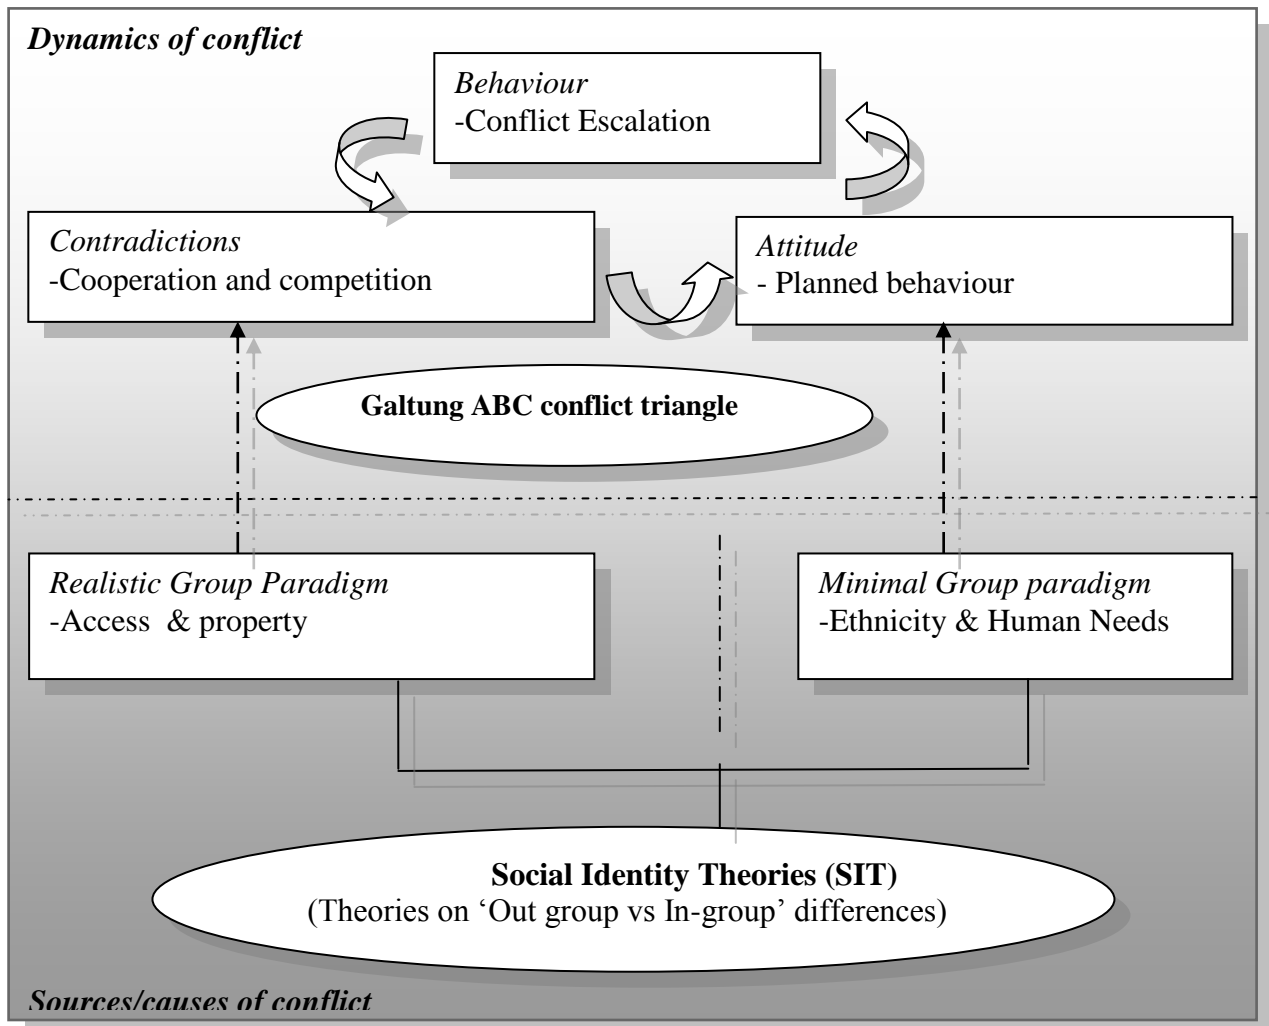 Dynamics of conflict
Behaviour
-Conflict Escalation
Contradictions
-Cooperation and competition
Attitude
- Planned behaviour
Galtung ABC conflict triangle
Realistic Group Paradigm
-Access & property
Minimal Group paradigm
-Ethnicity & Human Needs
Social Identity Theories (SIT)
(Theories on ‘Out group vs In-group’ differences)
Sources/causes of conflict